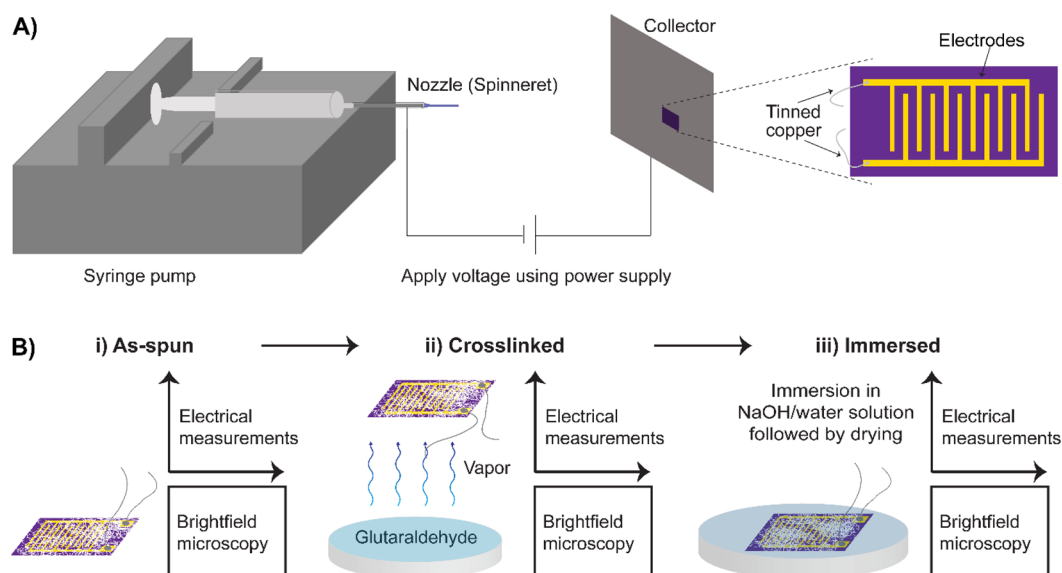 A)
Collector
Electrodes
Nozzle (Spinneret)
Tinned
copper
Syringe pump
Apply voltage using power supply
B)
i) As-spun
ii) Crosslinked
iii) Immersed
Electrical
measurements
Brightfield
microscopy
Vapor
Glutaraldehyde
Electrical
measurements
Brightfield
microscopy
Immersion in
NaOH/water solution
followed by drying
Electrical
measurements
Brightfield
microscopy